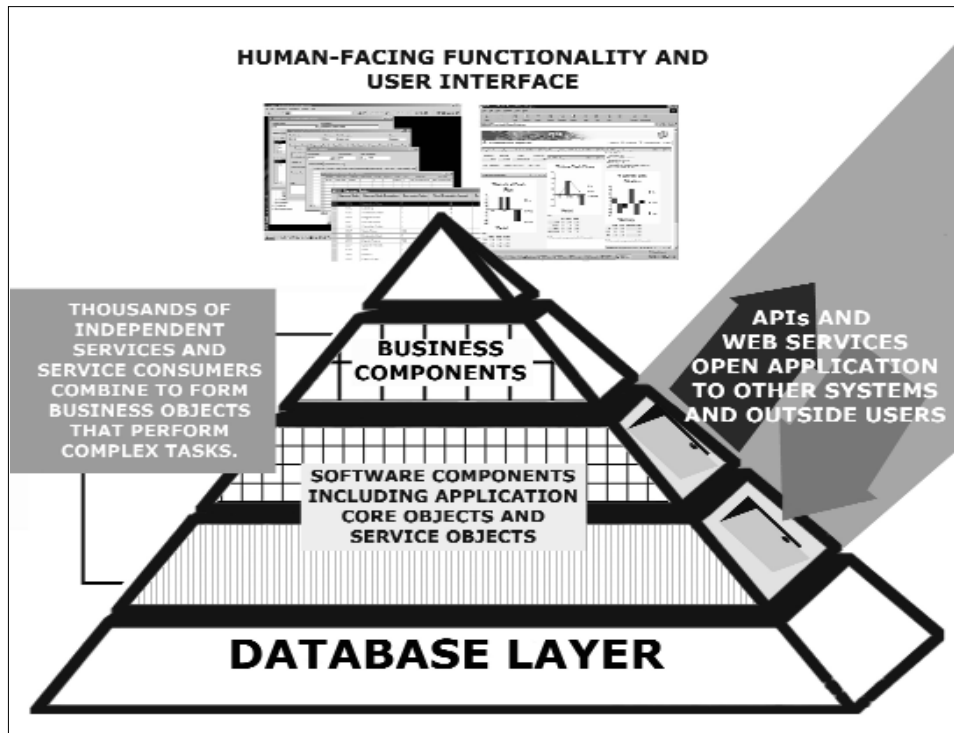 HUMAN-FACING FUNCTIONALITY AND
USER INTERFACE
THOUSANDS OF
INDEPENDENT
SERVICES AND
SERVICE CONSUMERS
COMBINE TO FORM
BUSINESS OBJECTS
THAT PERFORM
COMPLEX TASKS.
BUSINESS
COMPONENTS
APIs AND
WEB SERVICES
OPEN APPLICATION
TO OTHER SYSTEMS
AND OUTSIDE USERS
SOFTWARE COMPONENTS
INCLUDING APPLICATION
CORE OBJECTS AND
SERVICE OBJECTS
DATABASE LAYER